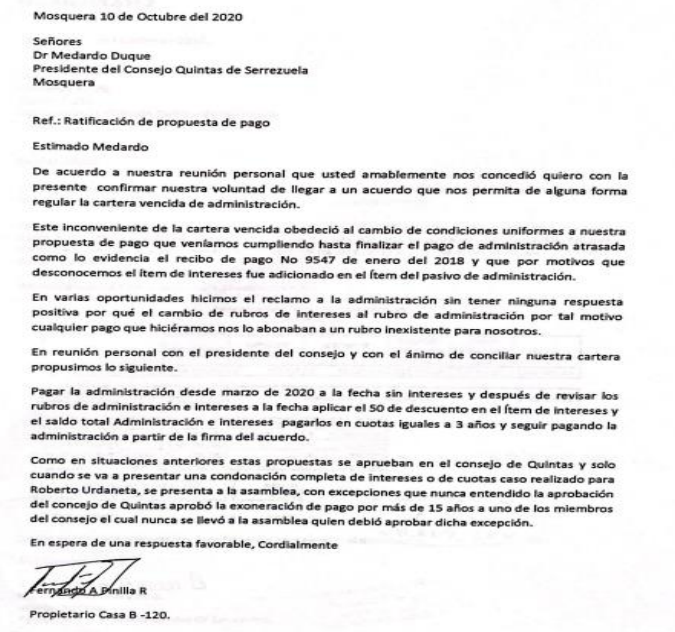 Mosquera 10 de Octubre del 2020
Señores
Dr Medardo Duque
Presidente del Consejo Quintas de Serrezuela
Mosquera
Ref.: Ratificación de propuesta de pago
Estimado Medardo
De acuerdo a nuestra reunión personal que usted amablemente nos concedió quiero con la
presente confirmar nuestra voluntad de llegar a un acuerdo que nos permita de alguna forma
regular la cartera vencida de administración.
Este inconveniente de la cartera vencida obedeció al cambio de condiciones uniformes a nuestra
propuesta de pago que veníamos cumpliendo hasta finalizar el pago de administración atrasada
como lo evidencia el recibo de pago No 9547 de enero del 2018 y que por motivos que
desconocemos el ítem de intereses fue adicionado en el ítem del pasivo de administración.
En varias oportunidades hicimos el reclamo a la administración sin tener ninguna respuesta
positiva por qué el cambio de rubros de intereses al rubro de administración por tal motivo
cualquier pago que hiciéramos nos lo abonaban a un rubro inexistente para nosotros.
En reunión personal con el presidente del consejo y con el ánimo de conciliar nuestra cartera
propusimos lo siguiente.
Pagar la administración desde marzo de 2020 a la fecha sin intereses y después de revisar los
rubros de administración e intereses a la fecha aplicar el 50 de descuento en el ítem de intereses y
el saldo total Administración e intereses pagarlos en cuotas iguales a 3 años y seguir pagando la
administración a partir de la firma del acuerdo.
Como en situaciones anteriores estas propuestas se aprueban en el consejo de Quintas y solo
cuando se va a presentar una condonación completa de intereses o de cuotas caso realizado para
Roberto Urdaneta, se presenta a la asamblea, con excepciones que nunca entendido la aprobación
del concejo de Quintas aprobó la exoneración de pago por más de 15 años a uno de los miembros
del consejo el cual nunca se llevó a la asamblea quien debió aprobar dicha excepción.
En espera de una respuesta favorable, Cordialmente
Fernando A Pinilla R
Propietario Casa B -120.